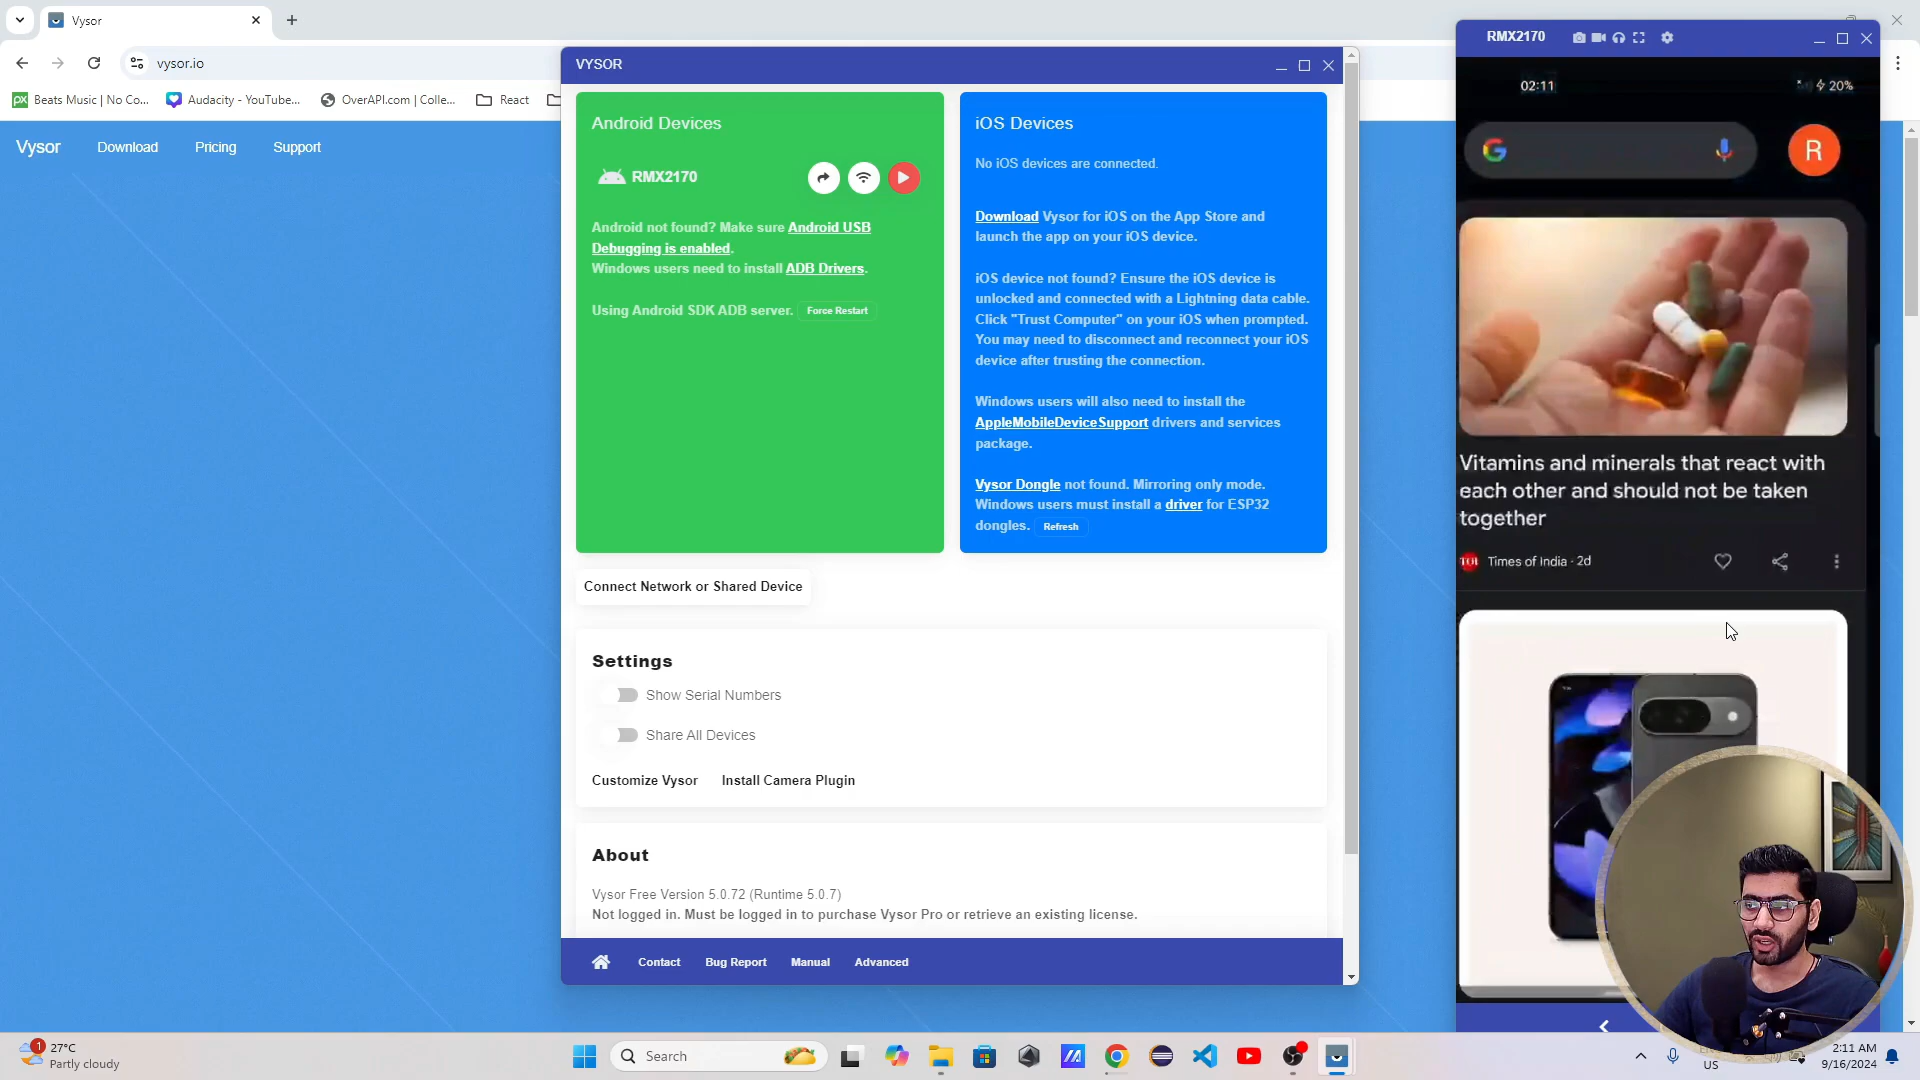 Vysor
vysor.io
Beats Music | No Co...
Audacity - YouTube...
OverAPI.com | Colle...
React
Vysor
Download
Pricing
Support
VYSOR
Android Devices
RMX2170
Android not found? Make sure Android USB
Debugging is enabled.
Windows users need to install ADB Drivers.
Using Android SDK ADB server. Force Restart
iOS Devices
No iOS devices are connected.
Download Vysor for iOS on the App Store and
launch the app on your iOS device.
iOS device not found? Ensure the iOS device is
unlocked and connected with a Lightning data cable.
Click "Trust Computer" on your iOS when prompted.
You may need to disconnect and reconnect your iOS
device after trusting the connection.
Windows users will also need to install the
AppleMobileDeviceSupport drivers and services
package.
Vysor Dongle not found. Mirroring only mode.
Windows users must install a driver for ESP32
dongles. Refresh
Connect Network or Shared Device
Settings
Show Serial Numbers
Share All Devices
Customize Vysor
Install Camera Plugin
About
Vysor Free Version 5.0.72 (Runtime 5.0.7)
Not logged in. Must be logged in to purchase Vysor Pro or retrieve an existing license.
Contact
Bug Report
Manual
Advanced
RMX2170
02:11
20%
R
Vitamins and minerals that react with
each other and should not be taken
together
TOI
Times of India · 2d
1
27°C
Partly cloudy
Search
US
2:11 AM
9/16/2024